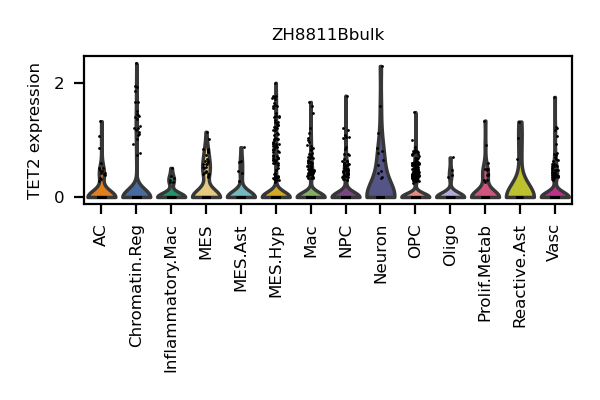 ZH8811Bbulk
TET2 expression
2
0
AC
Chromatin.Reg
Inflammatory.Mac
MES
MES.Ast
MES.Hyp
Mac
NPC
Neuron
OPC
Oligo
Prolif.Metab
Reactive.Ast
Vasc